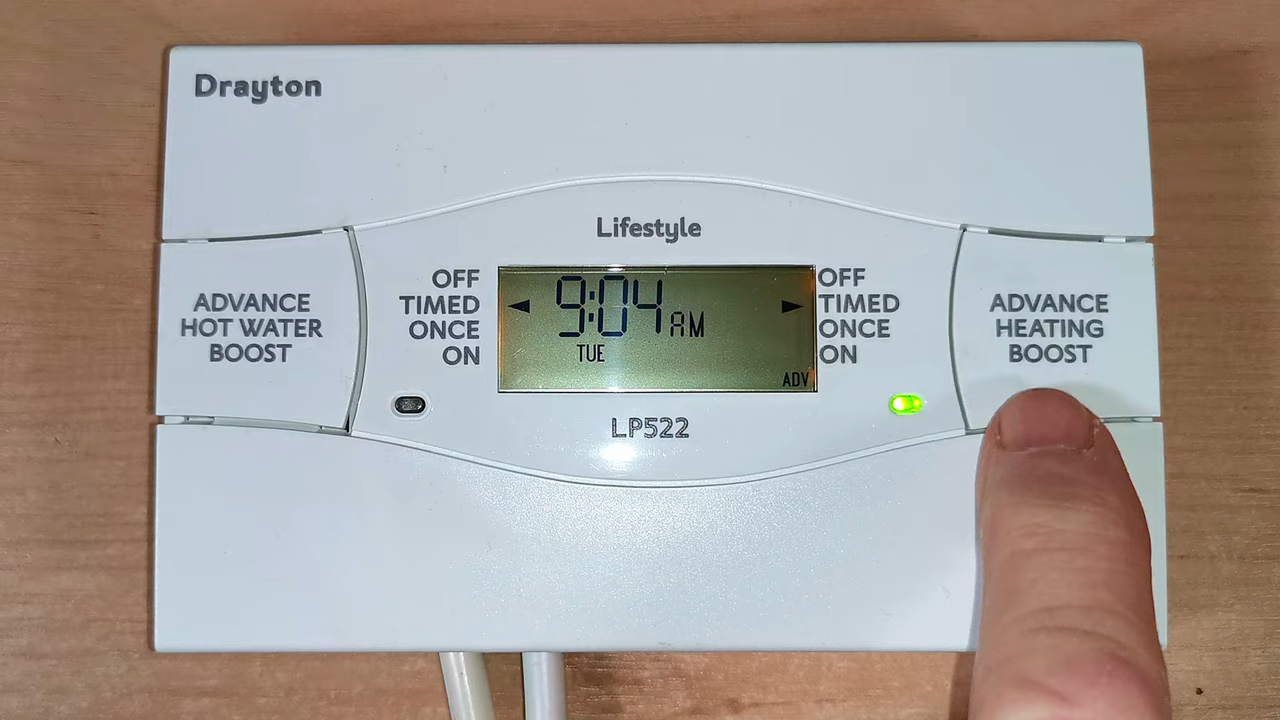 Drayton
Lifestyle
ADVANCE
HOT WATER
BOOST
OFF
TIMED
ONCE
ON
9:04 AM
TUE
ADV
OFF
TIMED
ONCE
ON
ADVANCE
HEATING
BOOST
LP522